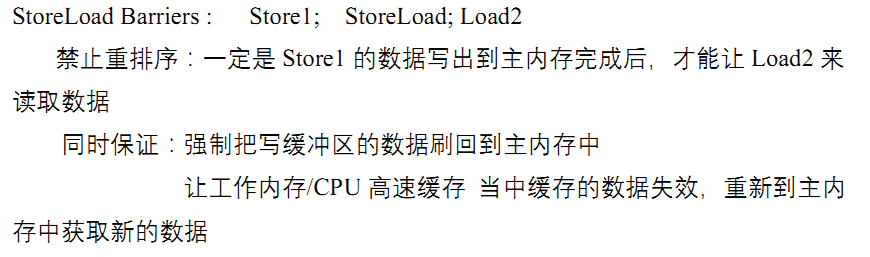 StoreLoad Barriers： Store1; StoreLoad; Load2
禁止重排序：一定是 Store1 的数据写出到主内存完成后，才能让 Load2 来
读取数据
同时保证：强制把写缓冲区的数据刷回到主内存中
让工作内存/CPU 高速缓存 当中缓存的数据失效，重新到主内
存中获取新的数据